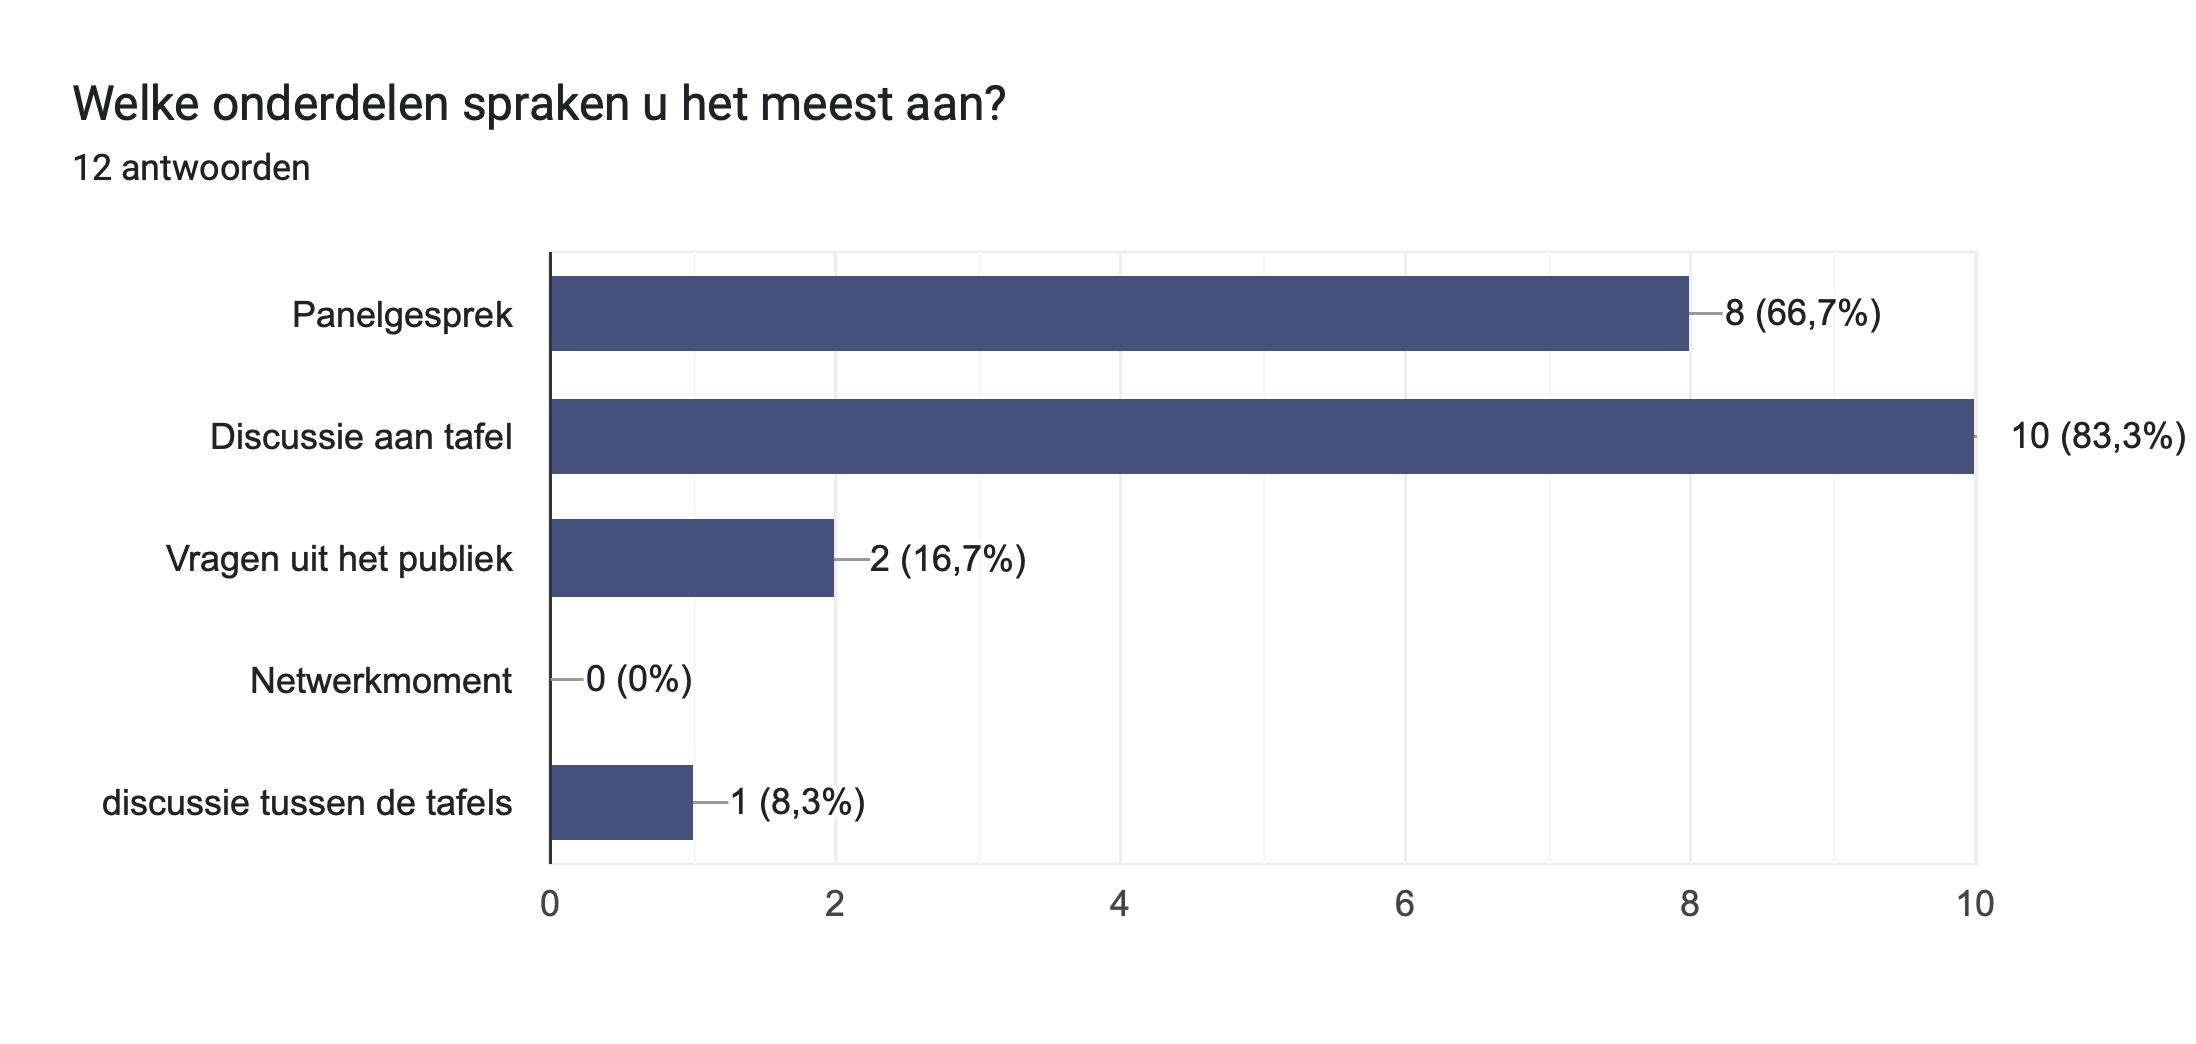 Welke onderdelen spraken u het meest aan?
12 antwoorden
Panelgesprek 8 (66,7%)
Discussie aan tafel 10 (83,3%)
Vragen uit het publiek 2 (16,7%)
Netwerkmoment 0 (0%)
discussie tussen de tafels 1 (8,3%)
0 2 4 6 8 10